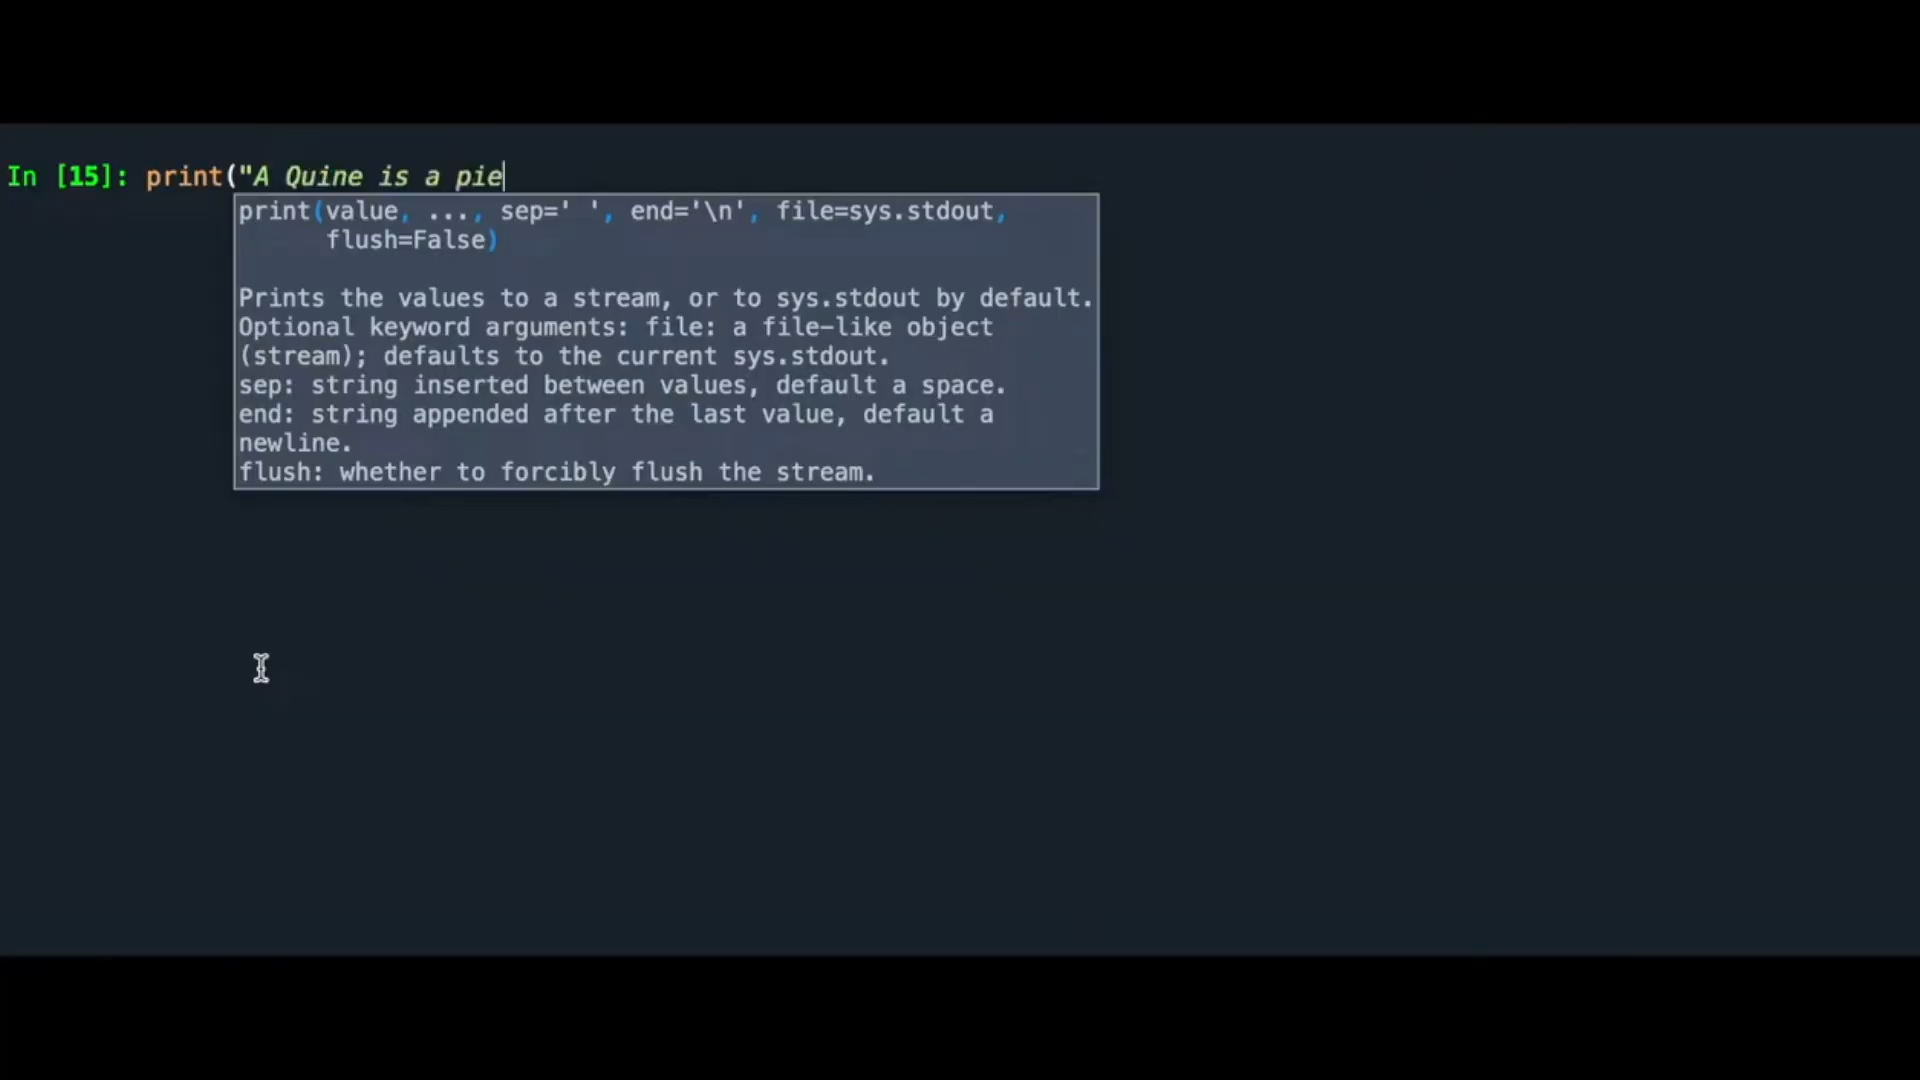 In [15]: print("A Quine is a pie
print(value, ..., sep=' ', end='\n', file=sys.stdout,
flush=False)
Prints the values to a stream, or to sys.stdout by default.
Optional keyword arguments: file: a file-like object
(stream); defaults to the current sys.stdout.
sep: string inserted between values, default a space.
end: string appended after the last value, default a
newline.
flush: whether to forcibly flush the stream.